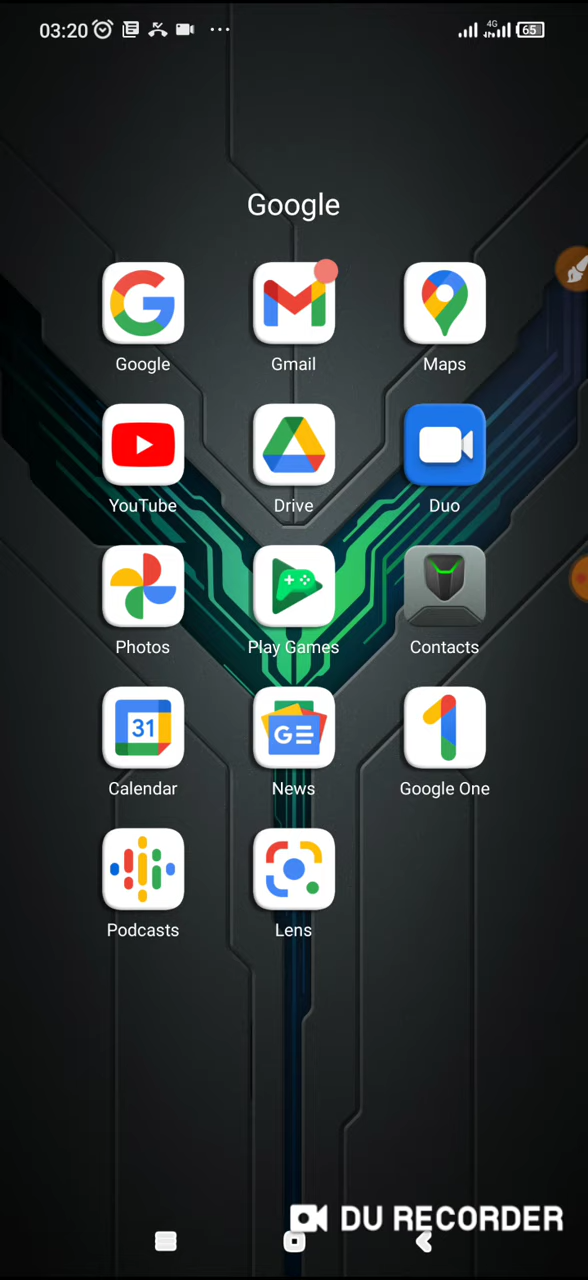 03:20 4G 65
Google
Google Gmail Maps
YouTube Drive Duo
Photos Play Games Contacts
31 G
Calendar News Google One
Podcasts Lens
DU RECORDER